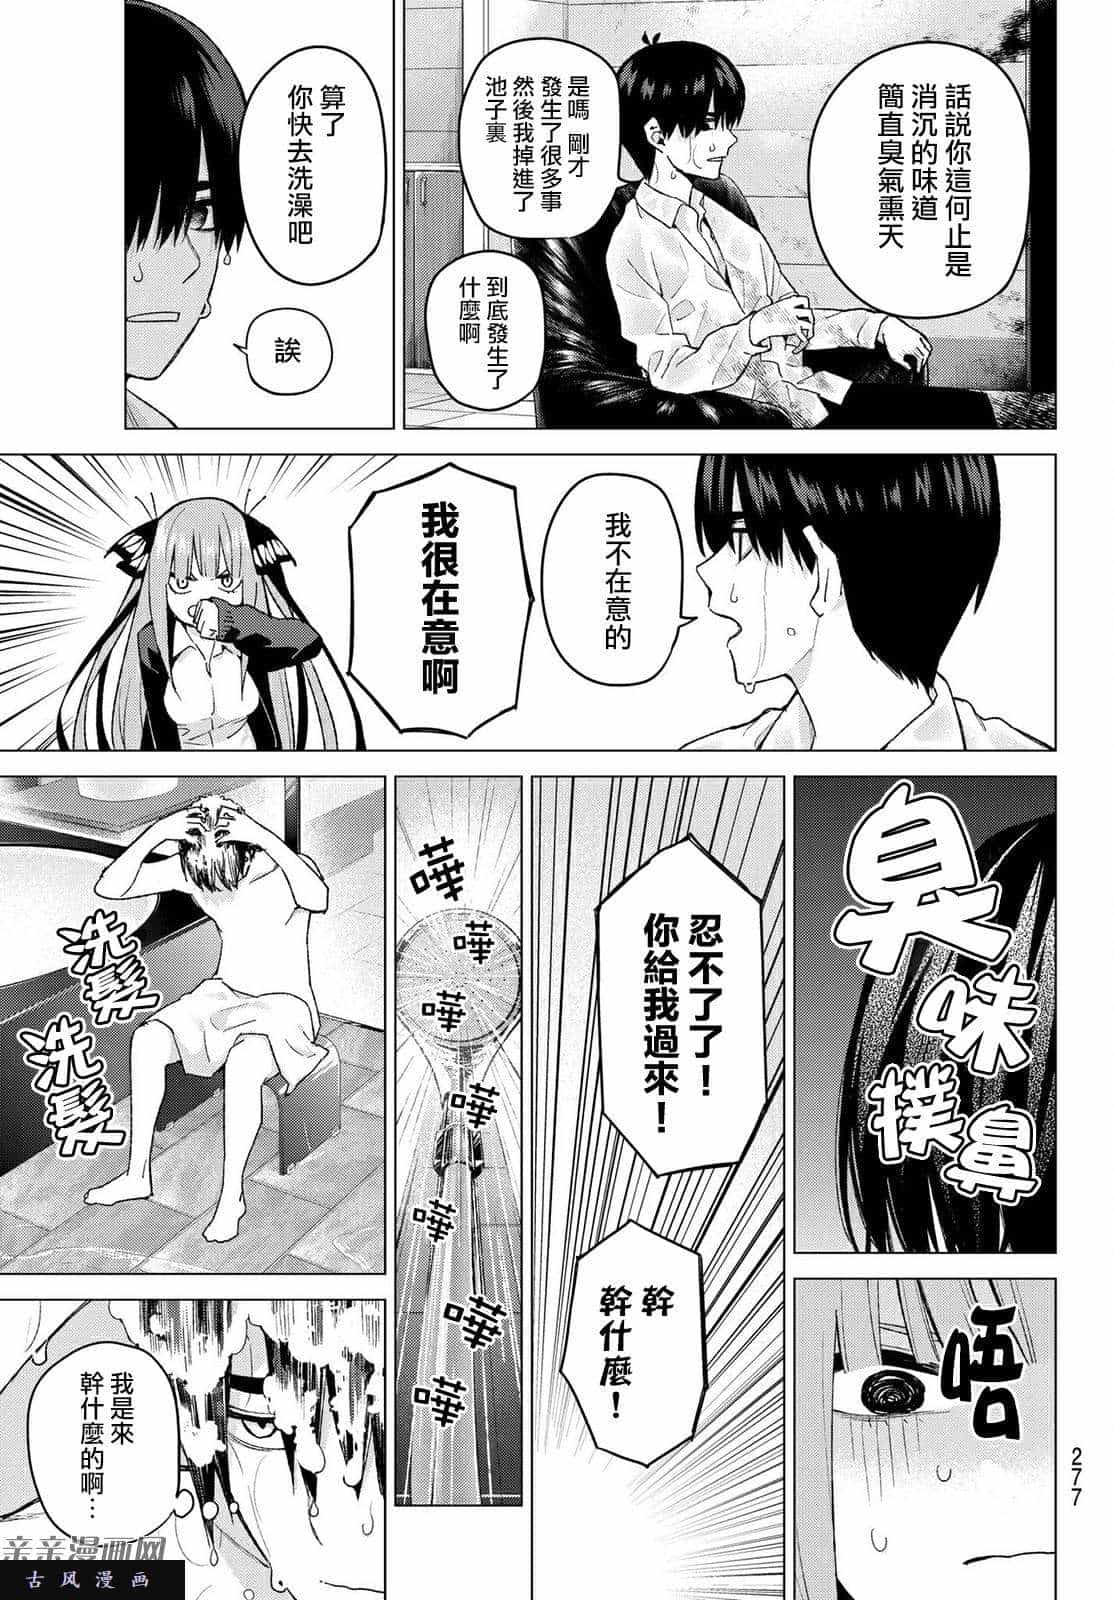 話說你這何止是
消沉的味道
簡直臭氣熏天
是嗎 剛才
發生了很多事
然後我掉進了
池子裏
到底發生了
什麼啊
算了
你快去洗澡吧
誒
我不在意的
我很在意啊
臭味
撲鼻
唔
忍不了了！
你給我過來！
幹
幹什麼！
嘩
嘩
嘩
嘩
嘩
嘩
嘩
洗髮
洗髮
我是來
幹什麼的啊…
277
亲亲漫画网
古风漫画